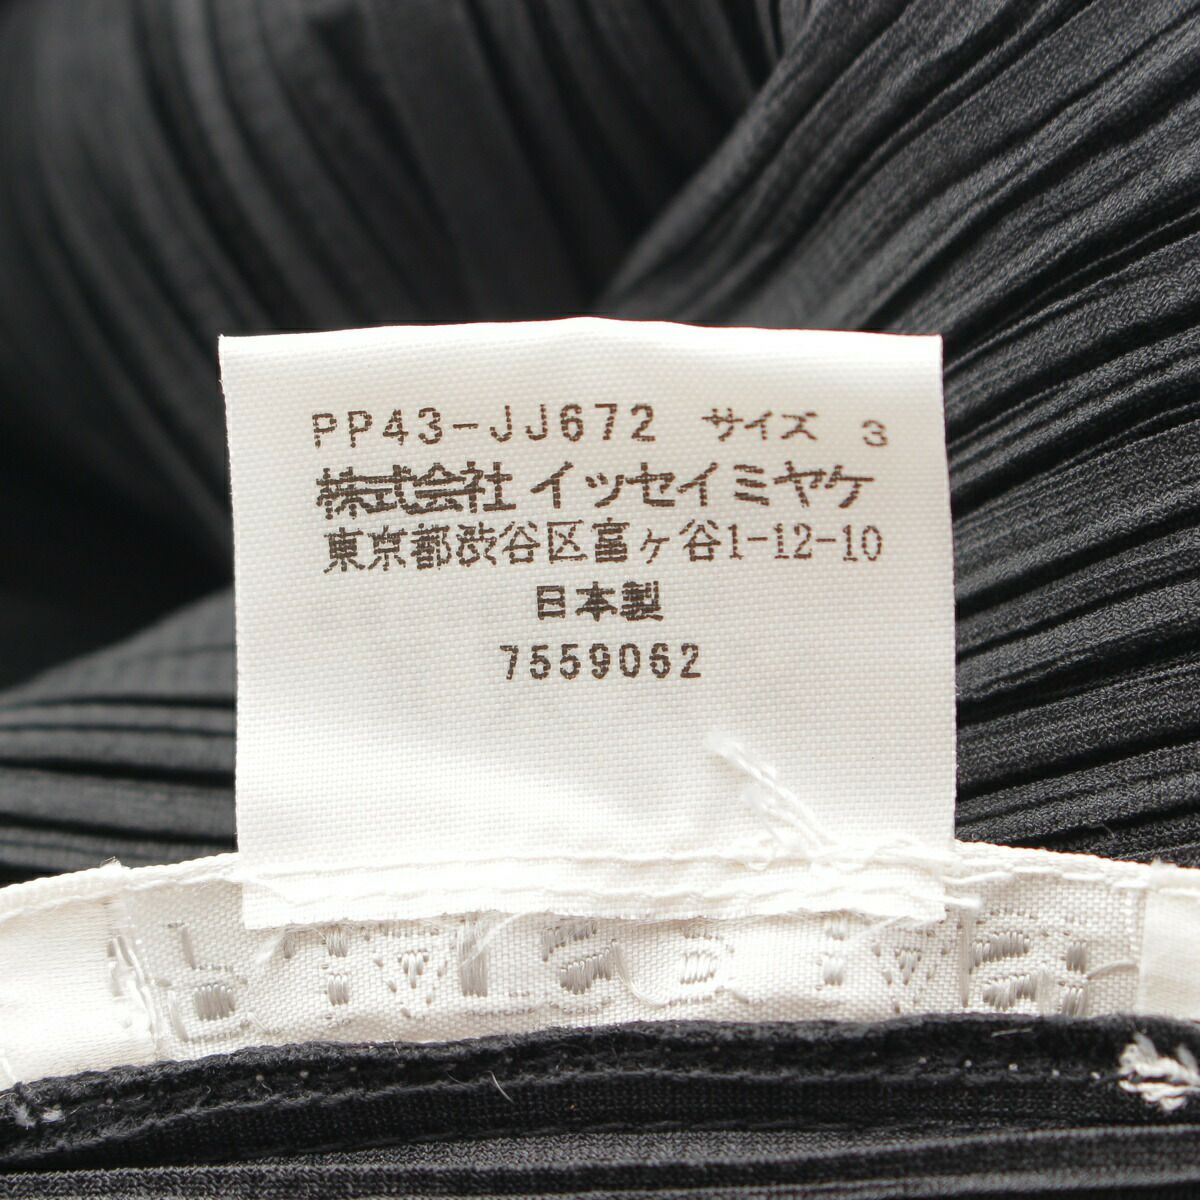 PP43-JJ672 サイズ 3
株式会社 イッセイミヤケ
東京都渋谷区富ヶ谷1-12-10
日本製
7559062